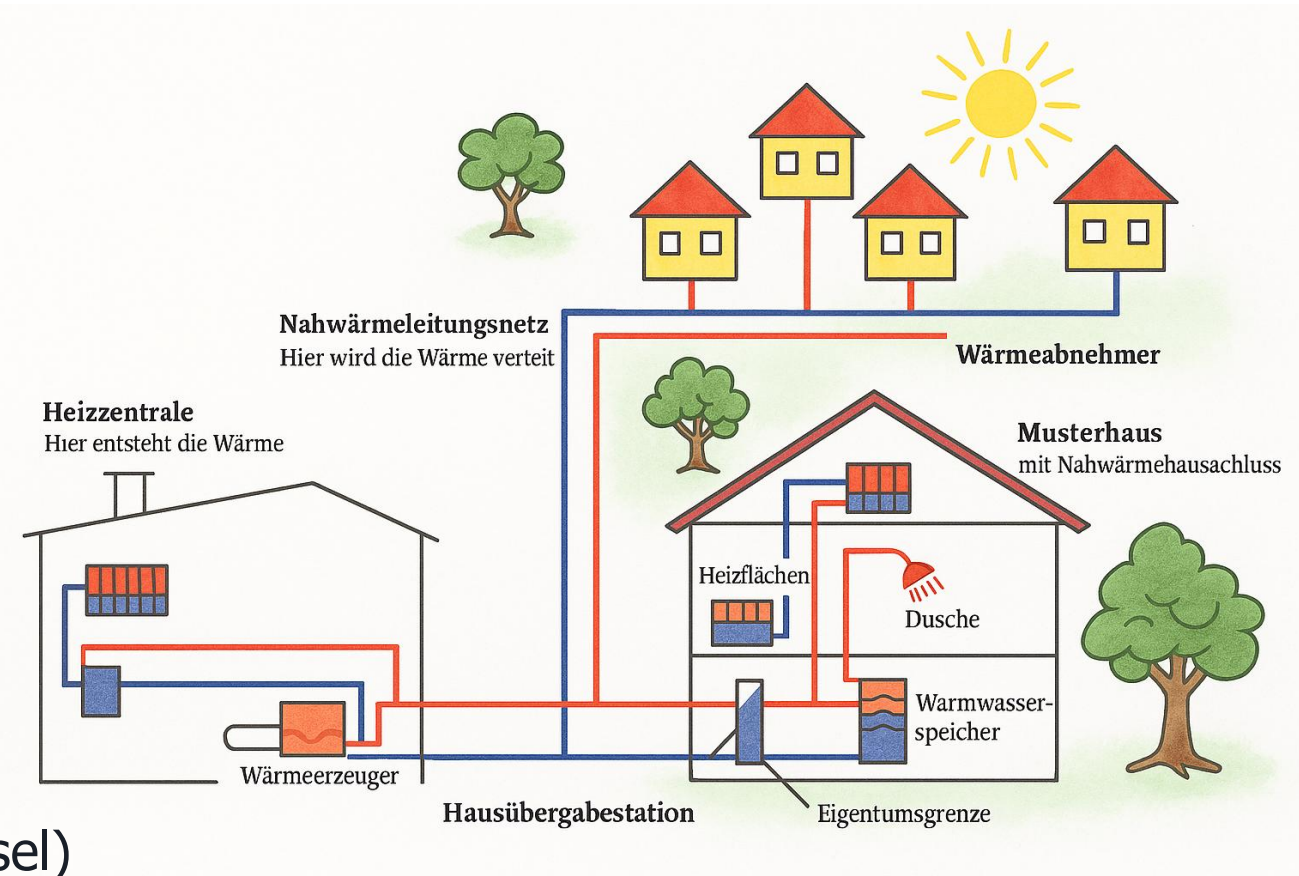 Nahwärmeleitungsnetz
Hier wird die Wärme verteit
Wärmeabnehmer
Heizzentrale
Hıer entsteht die Wärme
Musterhaus
mit Nahwärmehausachluss
Heizflächen
Dusche
Warmwasser-
speicher
Wärmeerzeuger
Hausübergabestation
Eigentumsgrenze
sel)